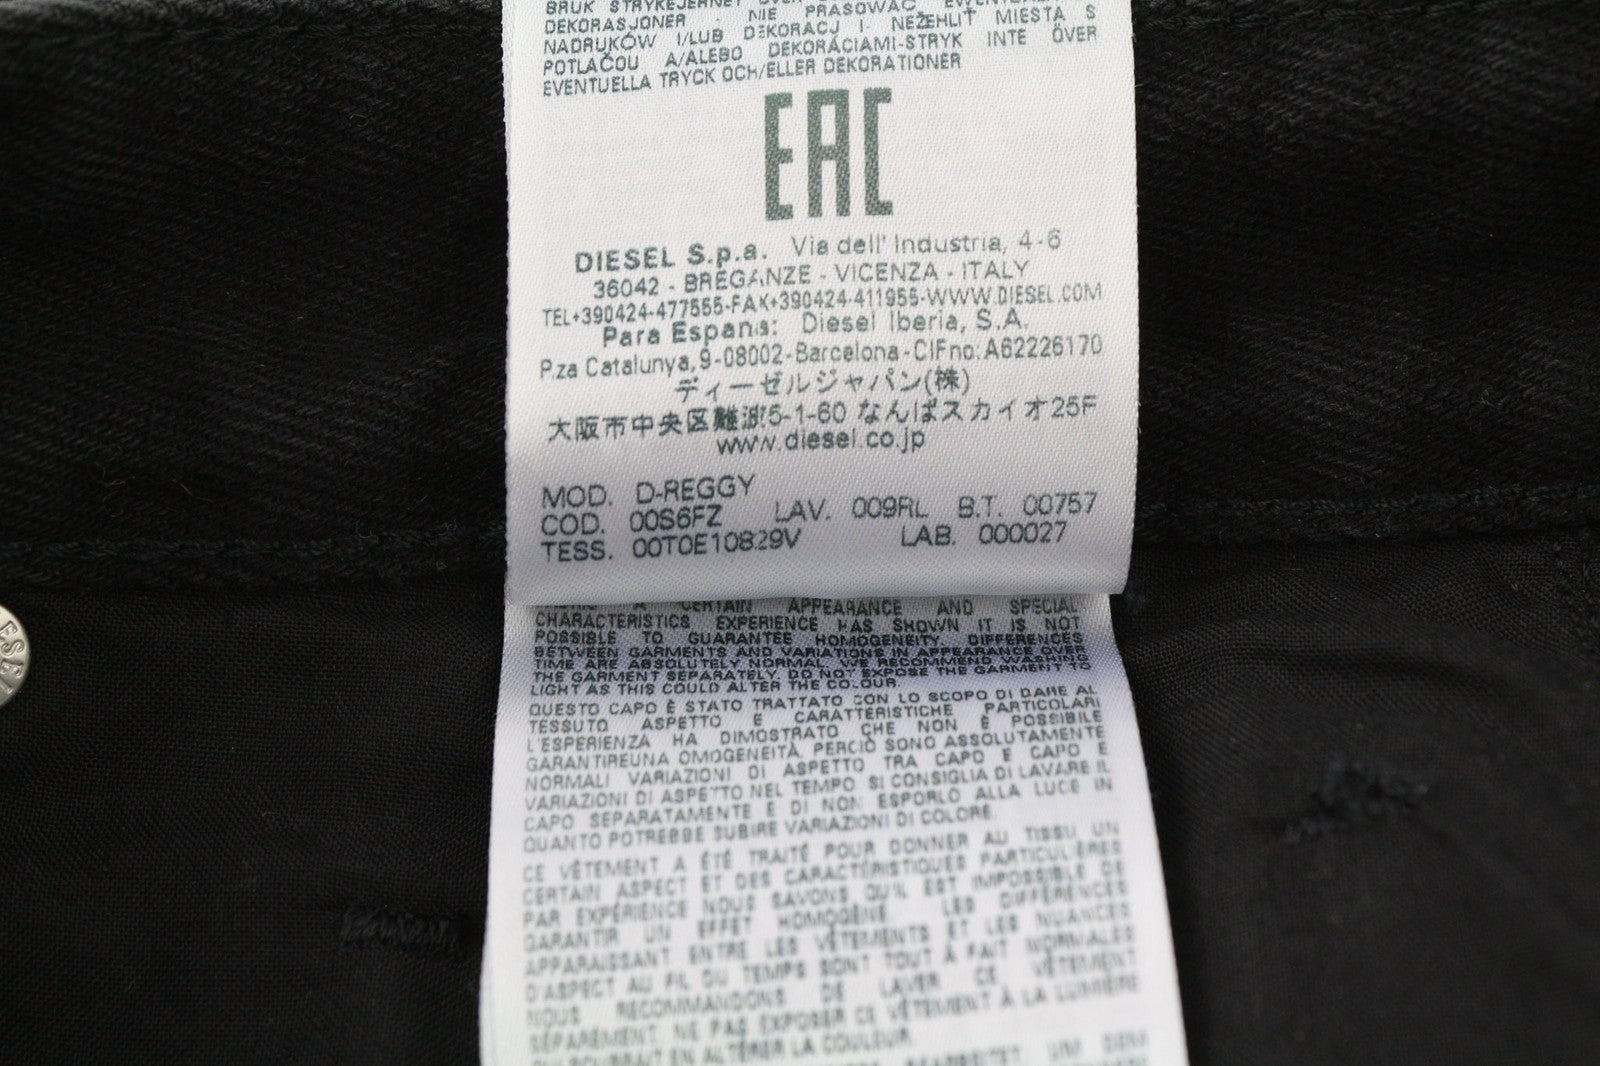 BRUK STRYKEJERNET OVER
DEKORASJONER - NIE PRASOWAĆ EWENTUALNYCH
NADRUKÓW I/LUB DEKORACJ I- NEŽEHLIŤ MIESTA S
POTLAČOU A/ALEBO DEKORÁCIAMI-STRYK INTE ÖVER
EVENTUELLA TRYCK OCH/ELLER DEKORATIONER
EAC
DIESEL S.p.a. Via dell' Industria, 4-6
36042 - BREGANZE - VICENZA - ITALY
TEL+390424-477555-FAX+390424-411955-WWW.DIESEL.COM
Para Espana: Diesel Iberia, S.A.
P.za Catalunya,9-08002-Barcelona-CIFno:A62226170
ディーゼルジャパン(株)
大阪市中央区難波5-1-60 なんばスカイオ25F
www.diesel.co.jp
MOD. D-REGGY
COD. 00S6FZ LAV. 009RL B.T. 00757
TESS. 00T0E10829V LAB. 000027
A CERTAIN APPEARANCE AND SPECIAL
CHARACTERISTICS EXPERIENCE HAS SHOWN IT IS NOT
POSSIBLE TO GUARANTEE HOMOGENEITY. DIFFERENCES
BETWEEN GARMENTS AND VARIATIONS IN APPEARANCE OVER
TIME ARE ABSOLUTELY NORMAL. WE RECOMMEND WASHING
THE GARMENT SEPARATELY. DO NOT EXPOSE THE GARMENT TO
LIGHT AS THIS COULD ALTER THE COLOUR.
QUESTO CAPO È STATO TRATTATO CON LO SCOPO DI DARE AL
TESSUTO ASPETTO E CARATTERISTICHE PARTICOLARI
L'ESPERIENZA HA DIMOSTRATO CHE NON È POSSIBILE
GARANTIREUNA OMOGENEITÀ, PERCIÒ SONO ASSOLUTAMENTE
NORMALI VARIAZIONI DI ASPETTO TRA CAPO E CAPO E
VARIAZIONI DI ASPETTO NEL TEMPO SI CONSIGLIA DI LAVARE IL
CAPO SEPARATAMENTE E DI NON ESPORLO ALLA LUCE IN
QUANTO POTREBBE SUBIRE VARIAZIONI DI COLORE.
CE VÊTEMENT A ÉTÉ TRAITÉ POUR DONNER AU TISSU UN
CERTAIN ASPECT ET DES CARACTÉRISTIQUES PARTICULIÈRES
PAR EXPÉRIENCE NOUS SAVONS QU'IL EST IMPOSSIBLE DE
GARANTIR UN EFFET HOMOGÈNE. LES DIFFÉRENCES
APPARAISSANT ENTRE LES VÊTEMENTS ET LES NUANCES
D'ASPECT AU FIL DU TEMPS SONT TOUT À FAIT NORMALES
NOUS RECOMMANDONS DE LAVER CE VÊTEMENT
SÉPARÉMENT. NE PAS EXPOSER CE VÊTEMENT À LA LUMIÈRE
QUI POURRAIT EN ALTÉRER LA COULEUR.
BEARBEITET UM DEM